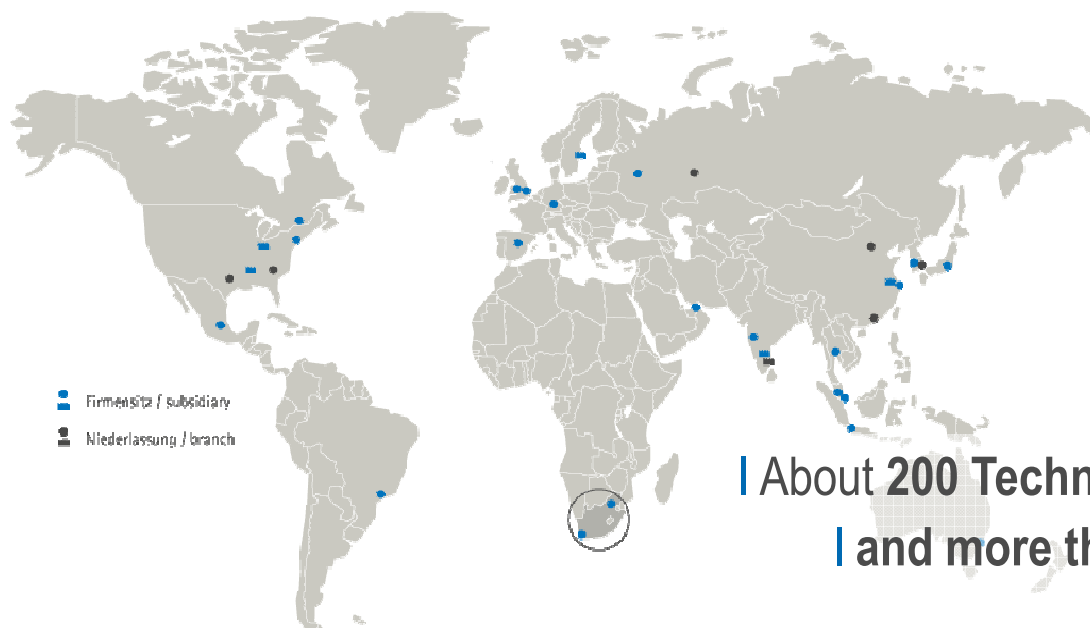 Firmensitz / subsidiary
Niederlassung / branch
About 200 Techn
and more th